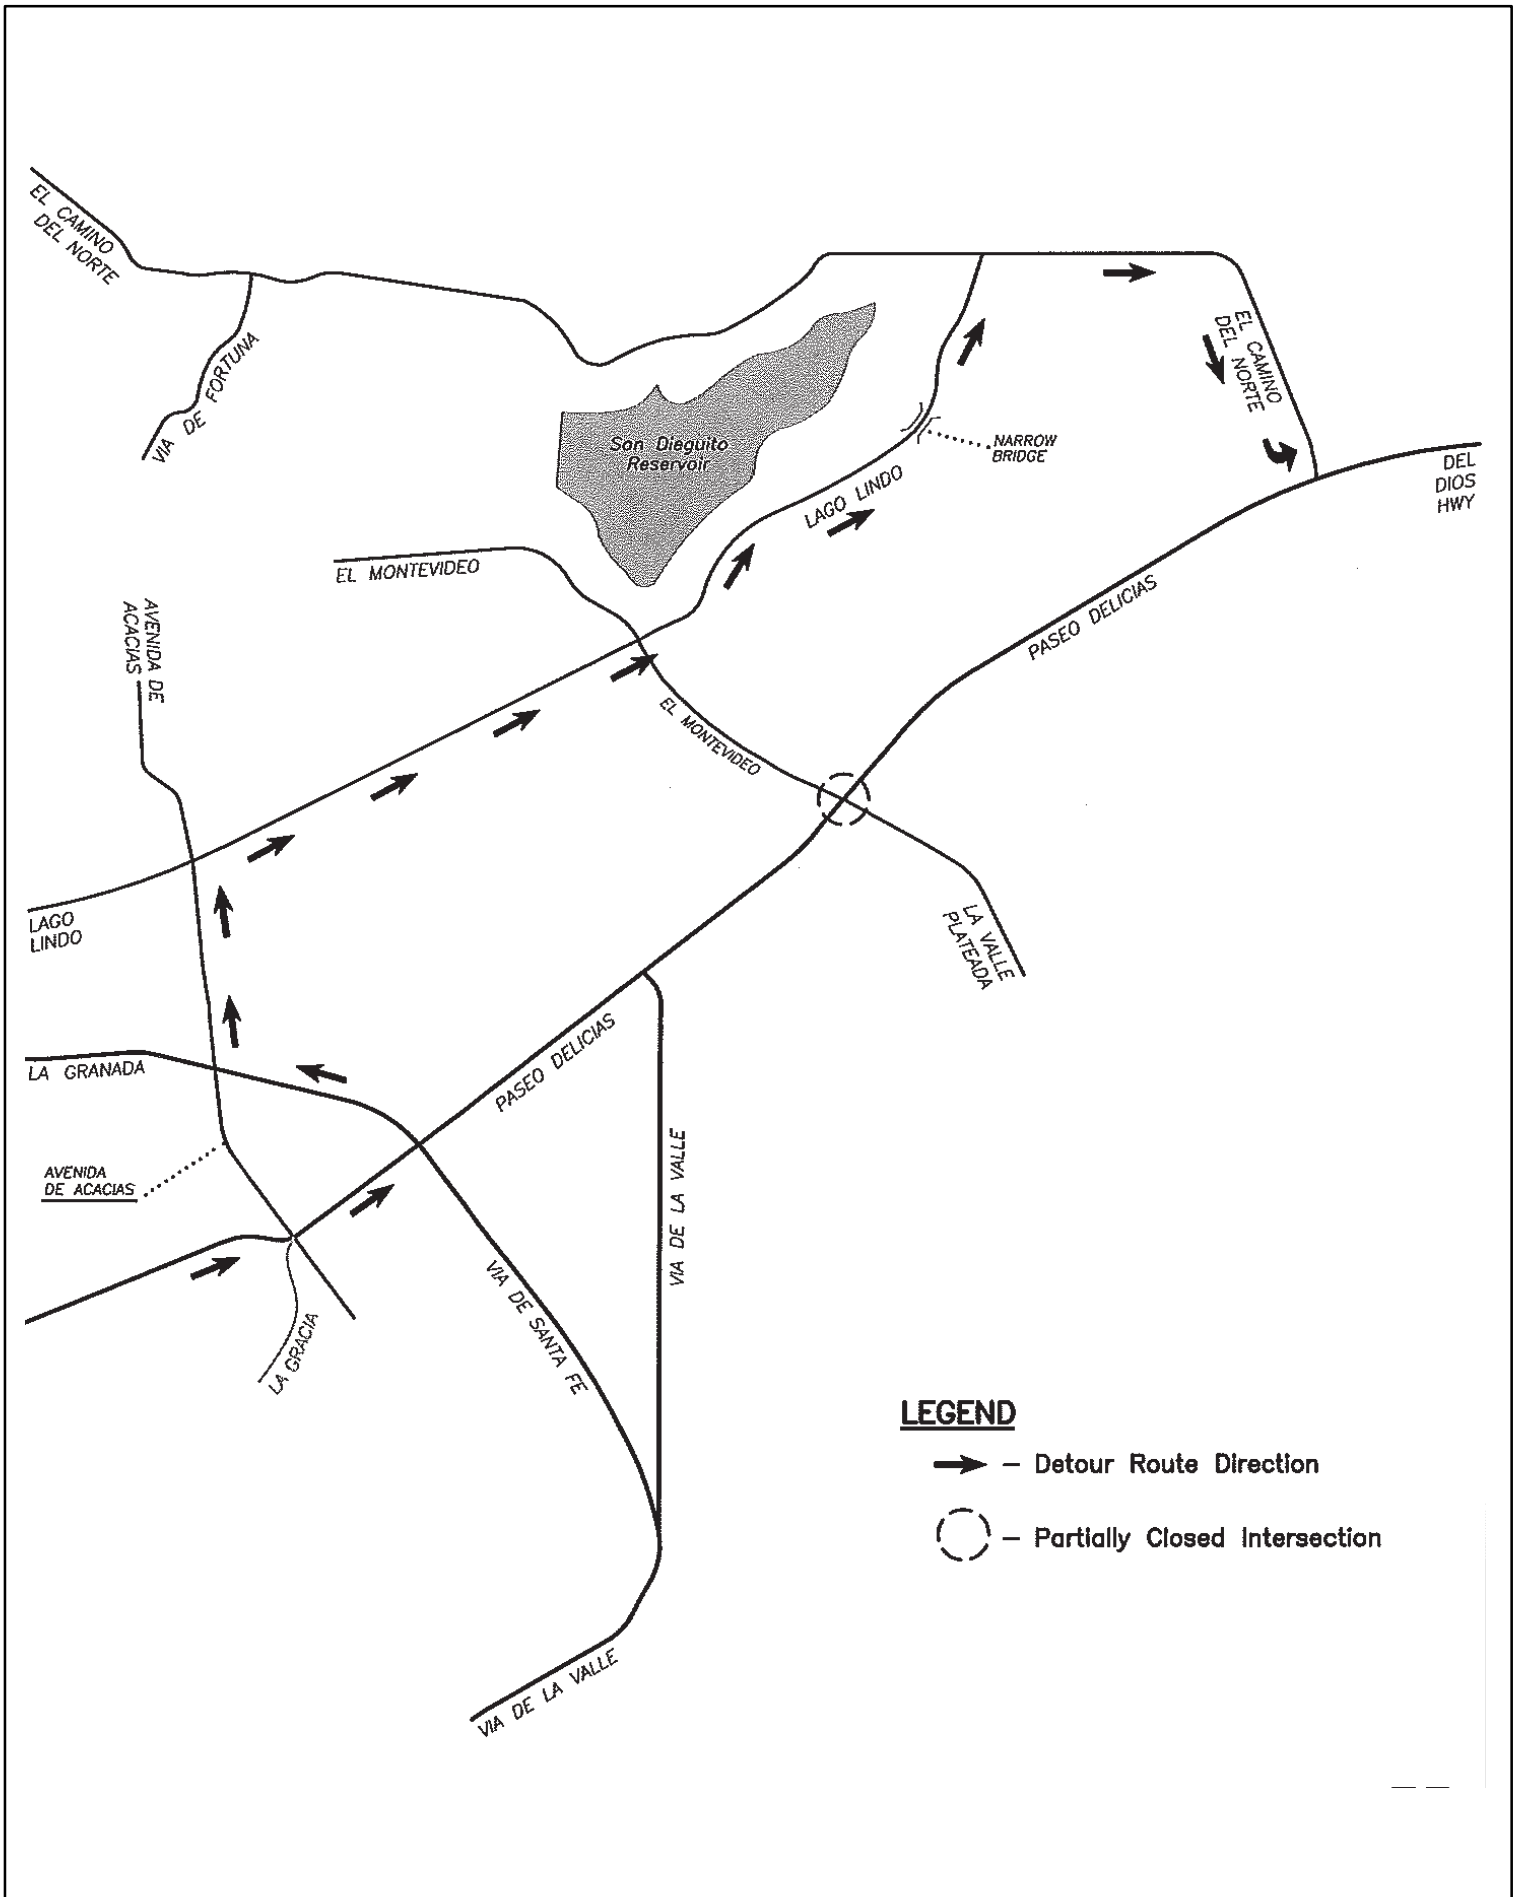 EL CAMINO
DEL NORTE
VIA DE FORTUNA
EL CAMINO
DEL NORTE
San Dieguito
Reservoir
NARROW
BRIDGE
DEL
DIOS
HWY
LAGO LINDO
EL MONTEVIDEO
AVENIDA DE
ACACIAS
PASEO DELICIAS
EL MONTEVIDEO
LAGO
LINDO
LA VALLE
PLATEADA
LA GRANADA
PASEO DELICIAS
AVENIDA
DE ACACIAS
VIA DE LA VALLE
VIA DE SANTA FE
LA GRACIA
LEGEND
– Detour Route Direction
– Partially Closed Intersection
VIA DE LA VALLE